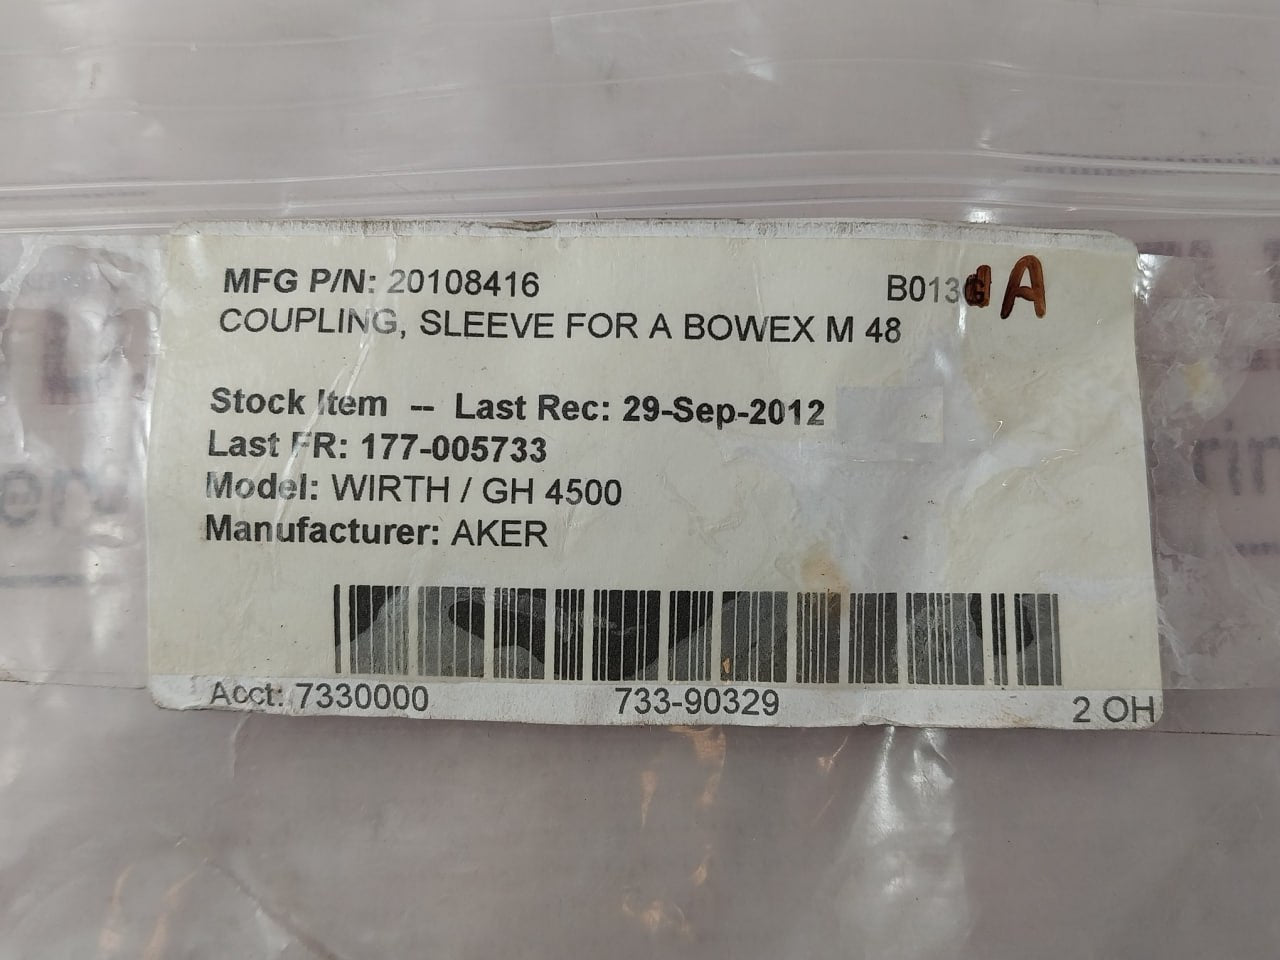 MFG P/N: 20108416 B013 A
COUPLING, SLEEVE FOR A BOWEX M 48
Stock Item -- Last Rec: 29-Sep-2012
Last FR: 177-005733
Model: WIRTH / GH 4500
Manufacturer: AKER
Acct: 7330000 733-90329 2 OH